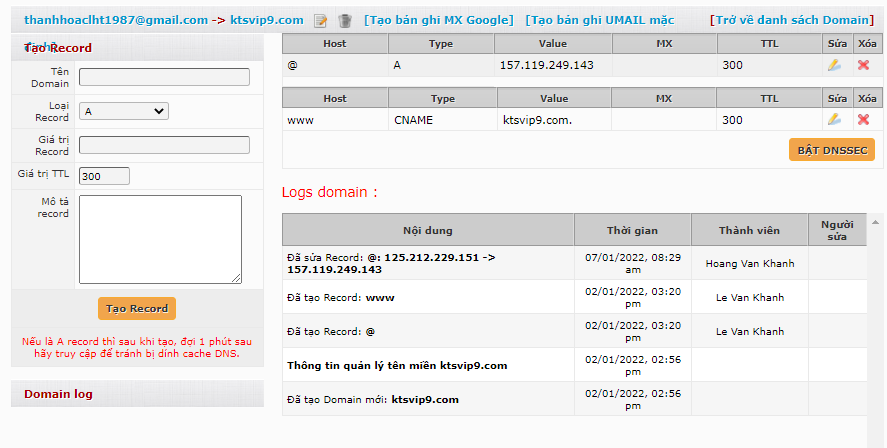 thanhhoaclht1987@gmail.com -> ktsvip9.com [Tạo bản ghi MX Google] [Tạo bản ghi UMAIL mặc [Trở về danh sách Domain]
Tạo Record
Tên Domain
Loại Record
A
Giá trị Record
Giá trị TTL
300
Mô tả record
Tạo Record
Nếu là A record thì sau khi tạo, đợi 1 phút sau
hãy truy cập để tránh bị dính cache DNS.
Domain log
Host Type Value MX TTL Sửa Xóa
@ A 157.119.249.143 300
Host Type Value MX TTL Sửa Xóa
www CNAME ktsvip9.com. 300
BẬT DNSSEC
Logs domain :
Nội dung Thời gian Thành viên Người sửa
Đã sửa Record: @: 125.212.229.151 -> 157.119.249.143 07/01/2022, 08:29 am Hoang Van Khanh
Đã tạo Record: www 02/01/2022, 03:20 pm Le Van Khanh
Đã tạo Record: @ 02/01/2022, 03:20 pm Le Van Khanh
Thông tin quản lý tên miền ktsvip9.com 02/01/2022, 02:56 pm
Đã tạo Domain mới: ktsvip9.com 02/01/2022, 02:56 pm